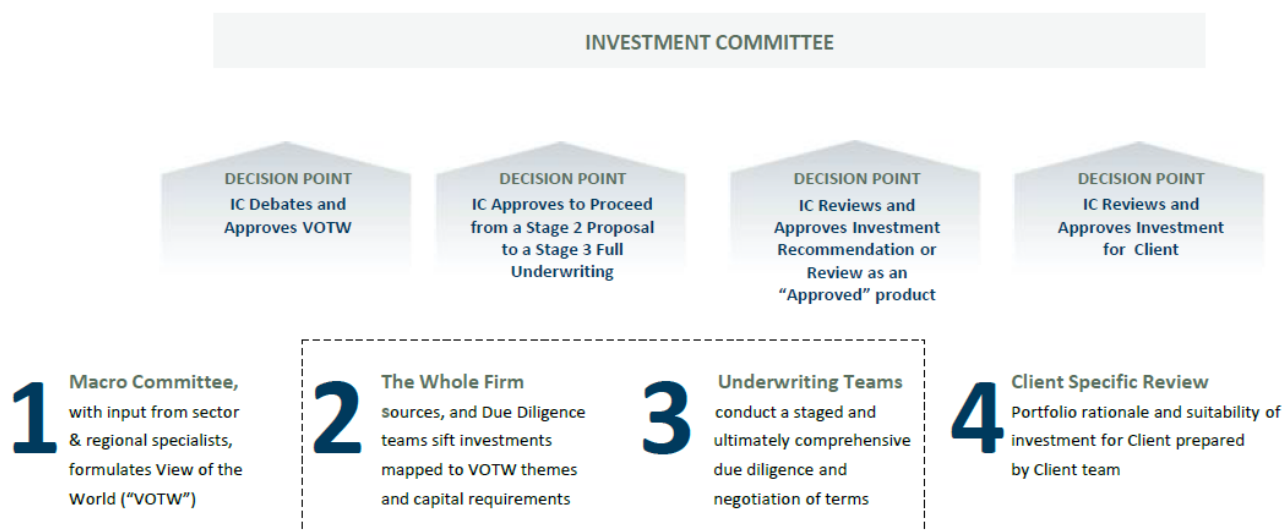 INVESTMENT COMMITTEE
DECISION POINT
IC Debates and
Approves VOTW
DECISION POINT
IC Approves to Proceed
from a Stage 2 Proposal
to a Stage 3 Full
Underwriting
DECISION POINT
IC Reviews and
Approves Investment
Recommendation or
Review as an
“Approved” product
DECISION POINT
IC Reviews and
Approves Investment
for Client
1
Macro Committee,
with input from sector
& regional specialists,
formulates View of the
World (“VOTW”)
2
The Whole Firm
sources, and Due Diligence
teams sift investments
mapped to VOTW themes
and capital requirements
3
Underwriting Teams
conduct a staged and
ultimately comprehensive
due diligence and
negotiation of terms
4
Client Specific Review
Portfolio rationale and suitability of
investment for Client prepared
by Client team